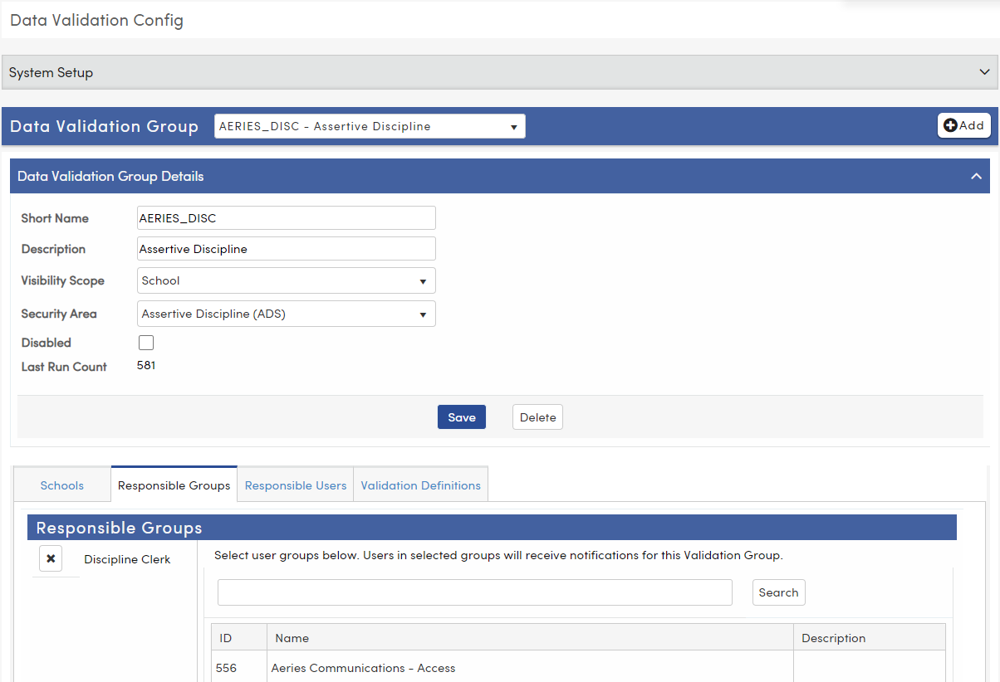 Data Validation Config
System Setup
Data Validation Group AERIES_DISC - Assertive Discipline Add
Data Validation Group Details
Short Name AERIES_DISC
Description Assertive Discipline
Visibility Scope School
Security Area Assertive Discipline (ADS)
Disabled
Last Run Count 581
Save Delete
Schools Responsible Groups Responsible Users Validation Definitions
Responsible Groups
Discipline Clerk Select user groups below. Users in selected groups will receive notifications for this Validation Group.
Search
ID Name Description
556 Aeries Communications - Access